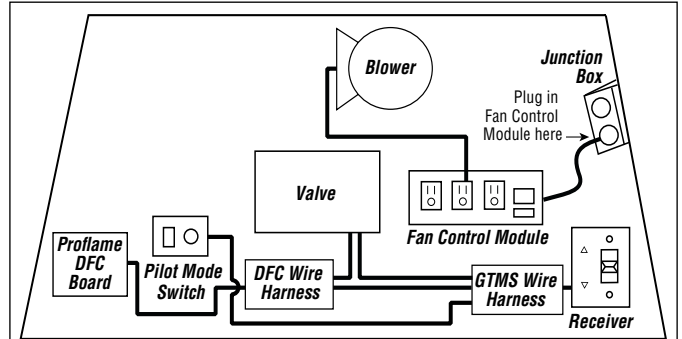 Blower
Junction
Box
Plug in
Fan Control
Module here
Valve
Fan Control Module
Proflame
DFC
Board
Pilot Mode
Switch
DFC Wire
Harness
GTMS Wire
Harness
Receiver